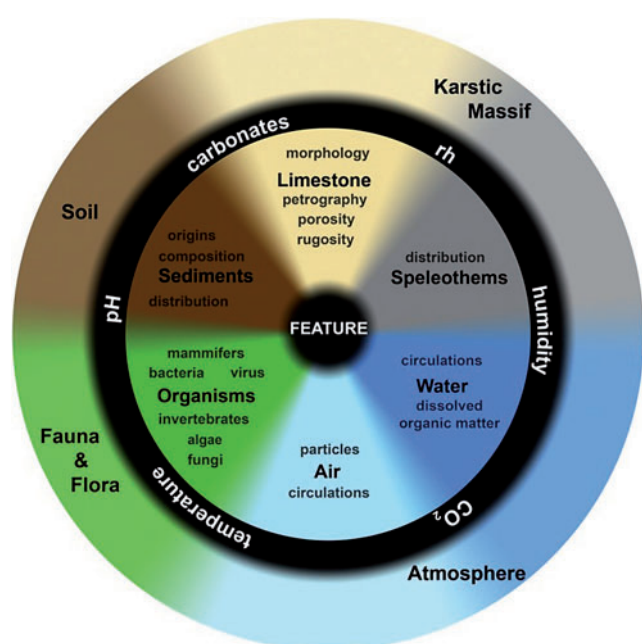 Karstic
Massif
carbonates
rh
morphology
Limestone
petrography
porosity
rugosity
Soil
origins
composition
Sediments
distribution
distribution
Speleothems
pH
FEATURE
humidity
mammifers
bacteria virus
Organisms
invertebrates
algae
fungi
circulations
Water
dissolved
organic matter
Fauna
&
Flora
particles
Air
circulations
temperature
CO₂
Atmosphere